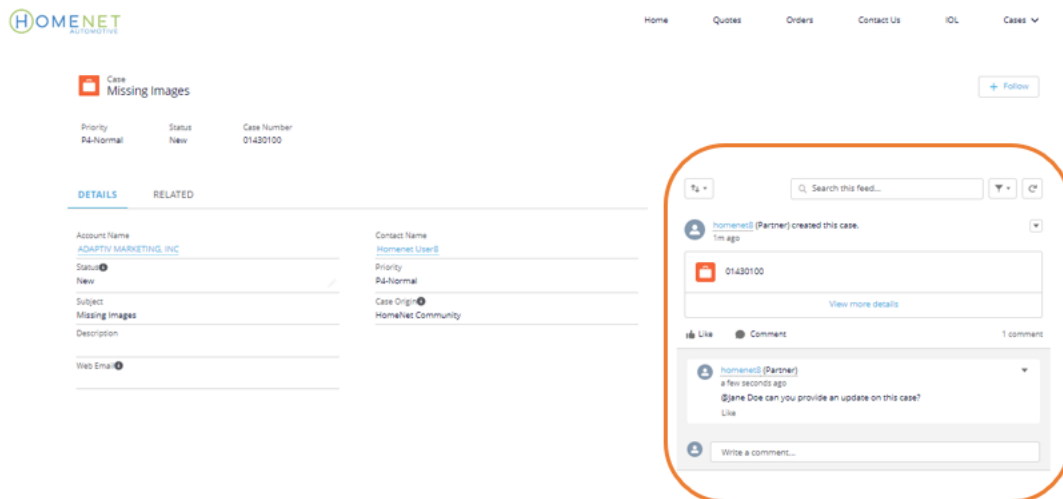 HOMENET
AUTOMOTIVE
Home Quotes Orders Contact Us IOL Cases
Case
Missing Images
+ Follow
Priority Status Case Number
P4-Normal New 01430100
DETAILS RELATED
Account Name
ADAPTIV MARKETING, INC
Contact Name
Homenet User8
Status
New
Priority
P4-Normal
Subject
Missing Images
Case Origin
HomeNet Community
Description
Web Email
Search this feed...
homenet8 (Partner) created this case.
1m ago
01430100
View more details
Like Comment 1 comment
homenet8 (Partner)
a few seconds ago
@Jane Doe can you provide an update on this case?
Like
Write a comment...